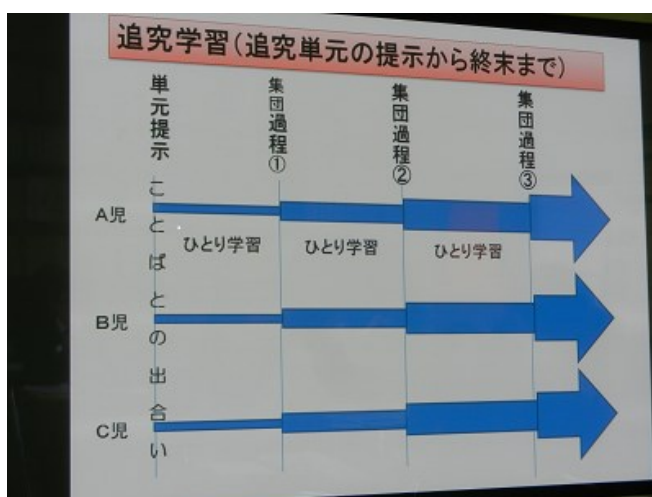 追究学習(追究単元の提示から終末まで)
単元提示
集団過程①
集団過程②
集団過程③
ことばとの出合い
A児
ひとり学習
ひとり学習
ひとり学習
B児
C児